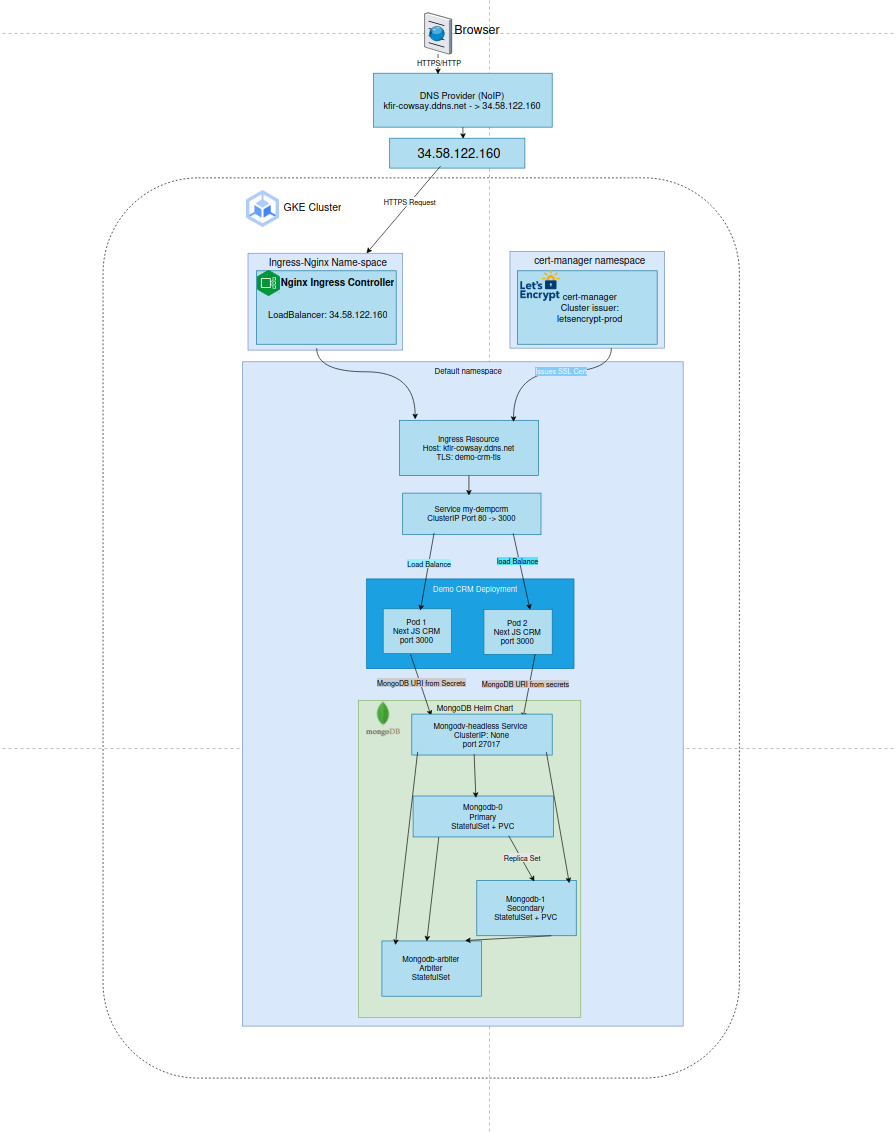 Browser
HTTPS/HTTP
DNS Provider (NoIP)
kfir-cowsay.ddns.net - > 34.58.122.160
34.58.122.160
HTTPS Request
GKE Cluster
Ingress-Nginx Name-space
Nginx Ingress Controller
LoadBalancer: 34.58.122.160
cert-manager namespace
Let's
Encrypt
cert-manager
Cluster issuer:
letsencrypt-prod
Default namespace
Issues SSL Cert
Ingress Resource
Host: kfir-cowsay.ddns.net
TLS: demo-crm-tls
Service my-dempcrm
ClusterIP Port 80 -> 3000
Load Balance
load Balance
Demo CRM Deployment
Pod 1
Next JS CRM
port 3000
Pod 2
Next JS CRM
port 3000
MongoDB URI from Secrets
MongoDB URI from secrets
MongoDB Helm Chart
mongoDB
Mongodv-headless Service
ClusterIP: None
port 27017
Mongodb-0
Primary
StatefulSet + PVC
Replica Set
Mongodb-1
Secondary
StatefulSet + PVC
Mongodb-arbiter
Arbiter
StatefulSet